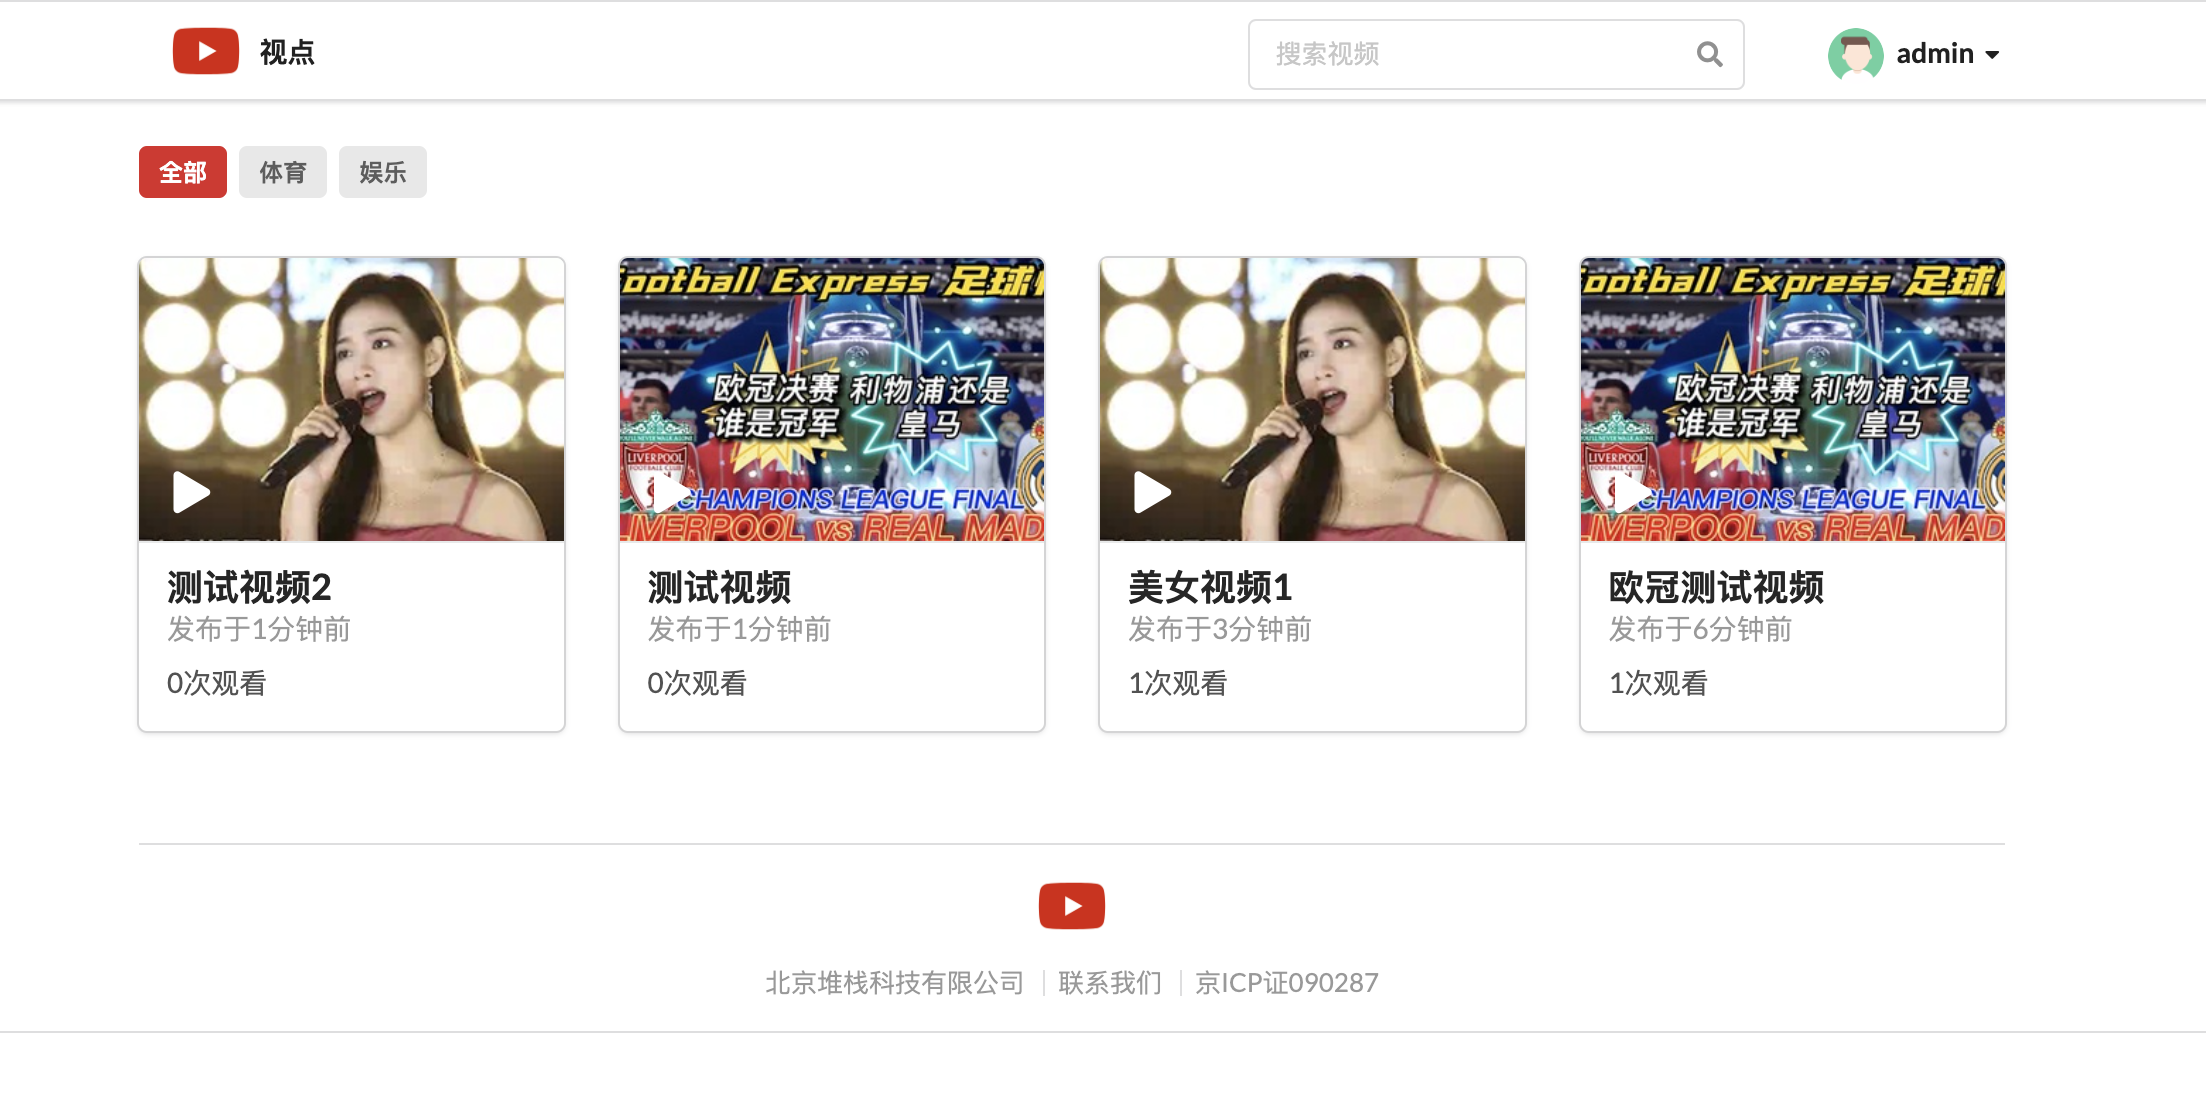 视点
搜索视频
admin
全部
体育
娱乐
测试视频2
发布于1分钟前
0次观看
ootball Express 足球
欧冠决赛 利物浦还是
谁是冠军 皇马
LIVERPOOL
FOOTBALL CLUB
CHAMPIONS LEAGUE FINAL
LIVERPOOL vs REAL MAD
测试视频
发布于1分钟前
0次观看
美女视频1
发布于3分钟前
1次观看
ootball Express 足球
欧冠决赛 利物浦还是
谁是冠军 皇马
LIVERPOOL
FOOTBALL CLUB
CHAMPIONS LEAGUE FINAL
LIVERPOOL vs REAL MAD
欧冠测试视频
发布于6分钟前
1次观看
北京堆栈科技有限公司 联系我们 京ICP证090287